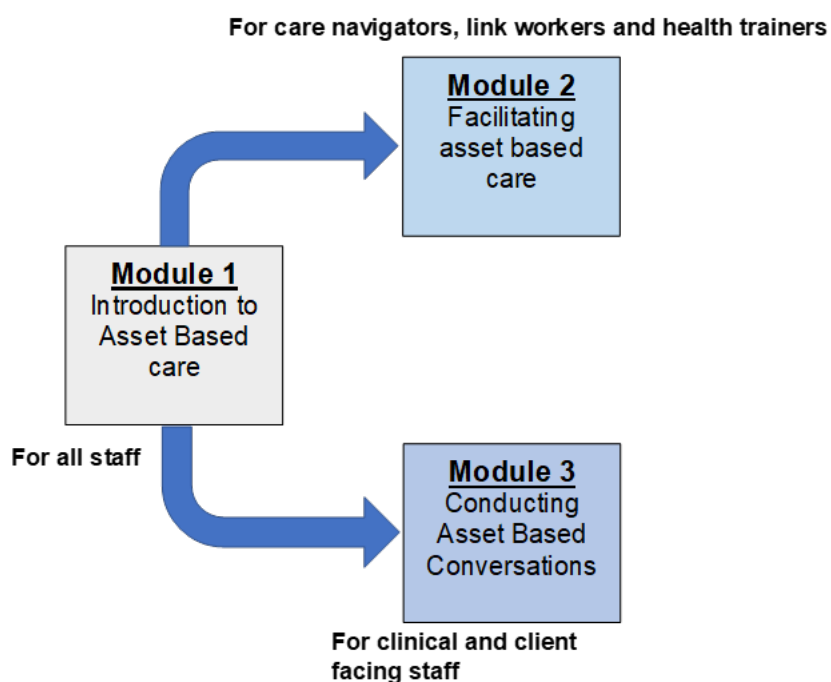 For care navigators, link workers and health trainers
Module 2
Facilitating
asset based
care
Module 1
Introduction to
Asset Based
care
For all staff
Module 3
Conducting
Asset Based
Conversations
For clinical and client
facing staff